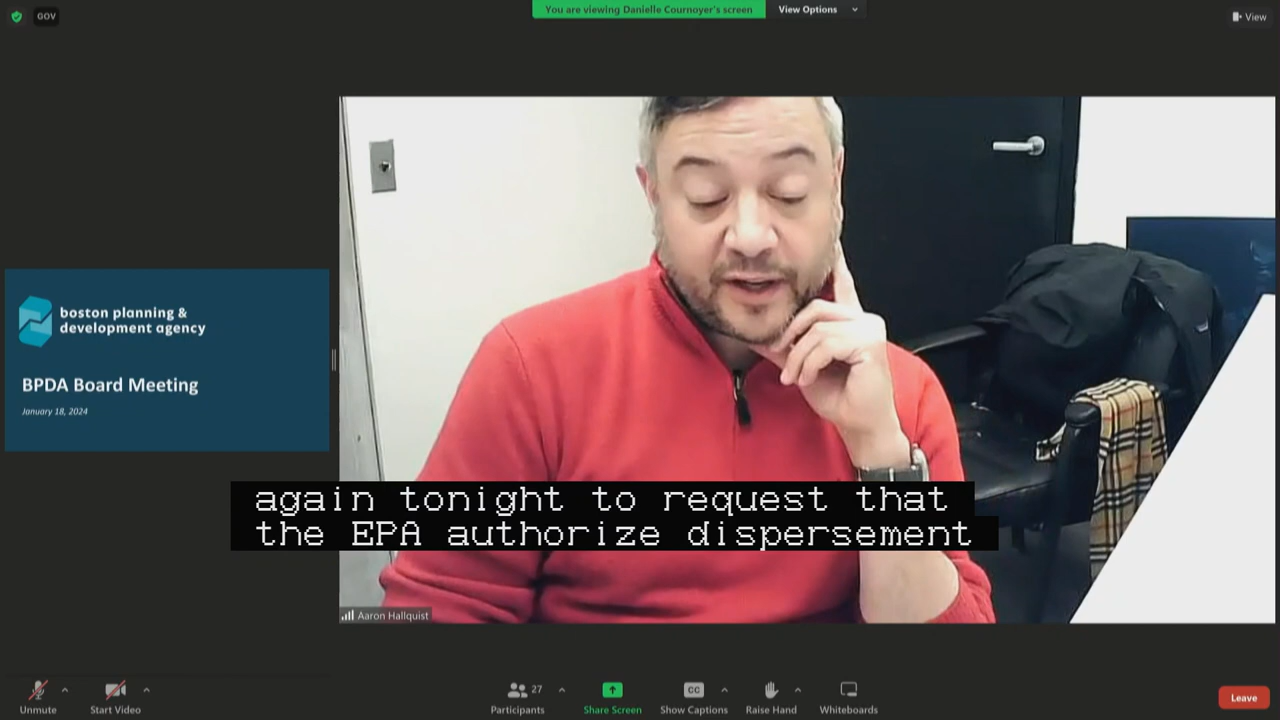 GOV
You are viewing Danielle Cournoyer's screen
View Options
View
boston planning &
development agency
BPDA Board Meeting
January 18, 2024
again tonight to request that
the EPA authorize dispersement
Aaron Hallquist
Unmute
Start Video
27
Participants
Share Screen
CC
Show Captions
Raise Hand
Whiteboards
Leave